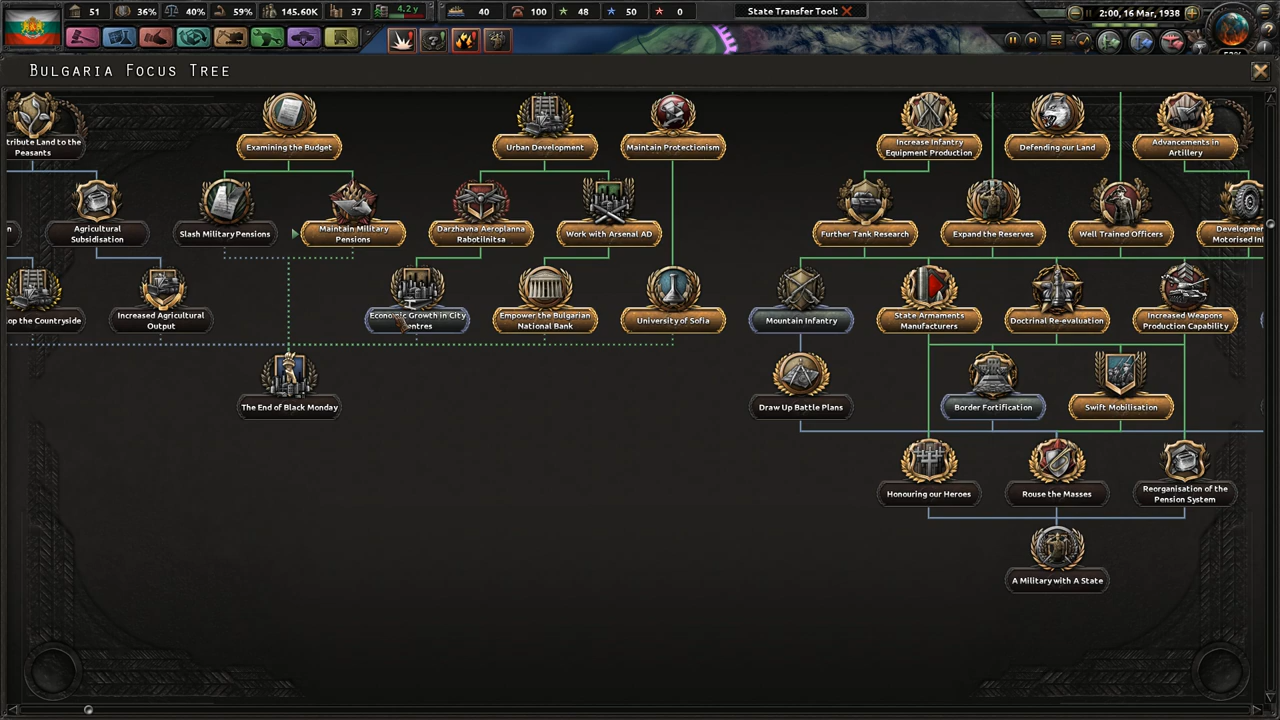 51 36% 40% 59% 145.60K 37 4.2 y 40 100 48 50 0 State Transfer Tool: 2:00, 16 Mar, 1938
Bulgaria Focus Tree
tribute Land to the
Peasants
Examining the Budget
Urban Development
Maintain Protectionism
Increase Infantry
Equipment Production
Defending our Land
Advancements in
Artillery
Agricultural
Subsidisation
Slash Military Pensions
Maintain Military
Pensions
Darzhavna Aeroplanna
Rabotilnitsa
Work with Arsenal AD
Further Tank Research
Expand the Reserves
Well Trained Officers
Developmen
Motorised Inf
op the Countryside
Increased Agricultural
Output
Economic Growth in City
Centres
Empower the Bulgarian
National Bank
University of Sofia
Mountain Infantry
State Armaments
Manufacturers
Doctrinal Re-evaluation
Increased Weapons
Production Capability
The End of Black Monday
Draw Up Battle Plans
Border Fortification
Swift Mobilisation
Honouring our Heroes
Rouse the Masses
Reorganisation of the
Pension System
A Military with A State